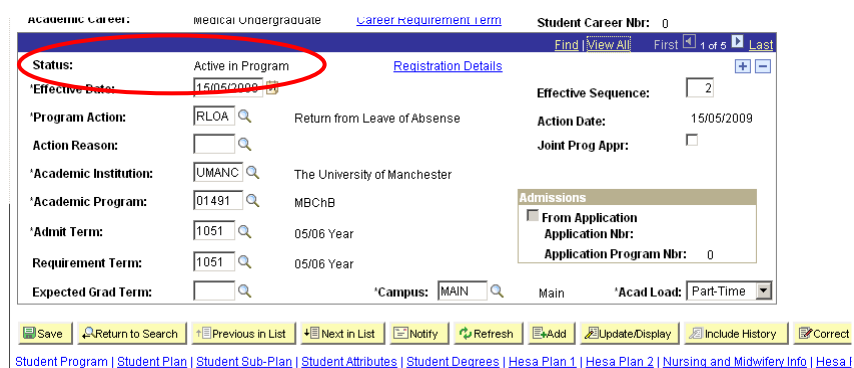 Academic Career: Medical Undergraduate Career Requirement Term Student Career Nbr: 0
Find | View All First 1 of 5 Last
Status: Active in Program Registration Details
*Effective Date: 15/05/2009 Effective Sequence: 2
*Program Action: RLOA Return from Leave of Absense Action Date: 15/05/2009
Action Reason: Joint Prog Appr:
*Academic Institution: UMANC The University of Manchester
*Academic Program: 01491 MBChB Admissions
From Application
*Admit Term: 1051 05/06 Year Application Nbr:
Application Program Nbr: 0
Requirement Term: 1051 05/06 Year
Expected Grad Term: *Campus: MAIN Main *Acad Load: Part-Time
Save Return to Search Previous in List Next in List Notify Refresh Add Update/Display Include History Correct
Student Program | Student Plan | Student Sub-Plan | Student Attributes | Student Degrees | Hesa Plan 1 | Hesa Plan 2 | Nursing and Midwifery Info | Hesa